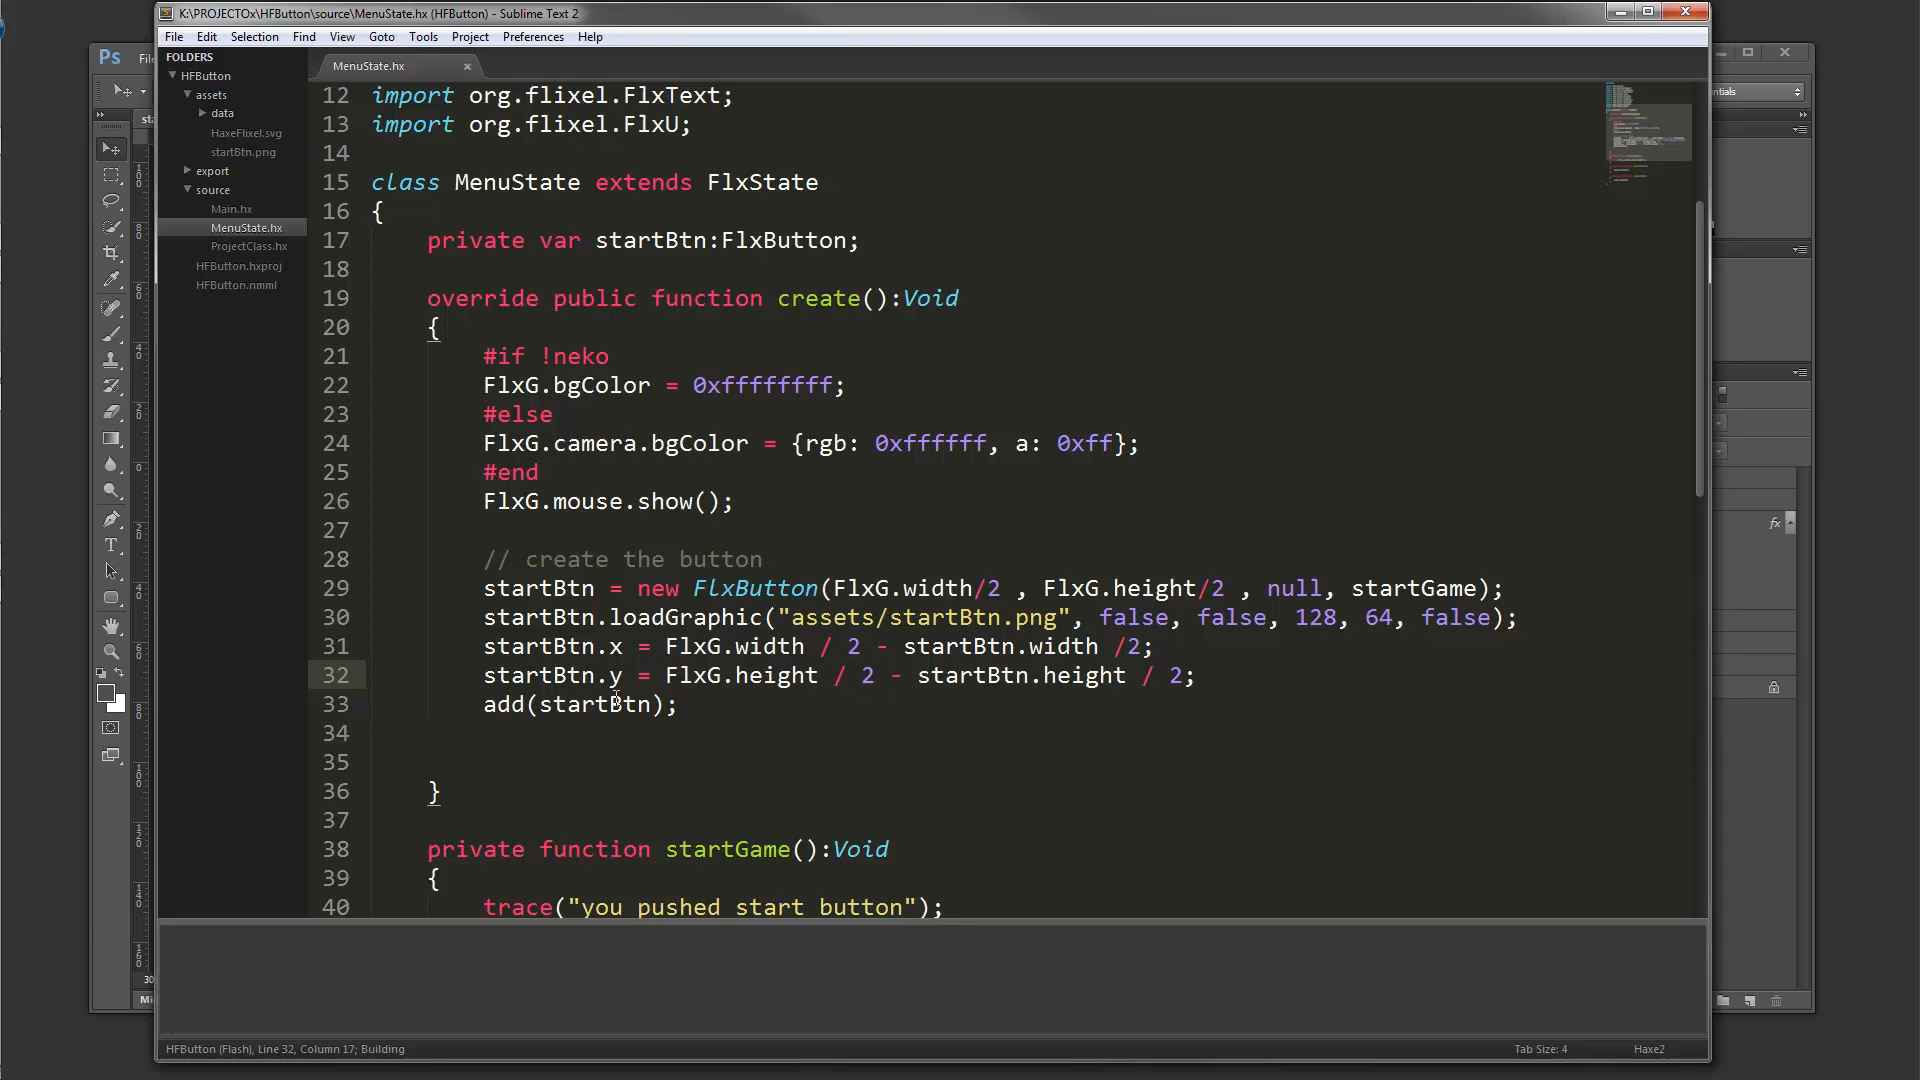 K:\PROJECTOx\HFButton\source\MenuState.hx (HFButton) - Sublime Text 2
File Edit Selection Find View Goto Tools Project Preferences Help
Ps
FOLDERS
HFButton
assets
data
HaxeFlixel.svg
startBtn.png
export
source
Main.hx
MenuState.hx
ProjectClass.hx
HFButton.hxproj
HFButton.nmml
MenuState.hx
12 import org.flixel.FlxText;
13 import org.flixel.FlxU;
14
15 class MenuState extends FlxState
16 {
17 private var startBtn:FlxButton;
18
19 override public function create():Void
20 {
21 #if !neko
22 FlxG.bgColor = 0xffffffff;
23 #else
24 FlxG.camera.bgColor = {rgb: 0xffffff, a: 0xff};
25 #end
26 FlxG.mouse.show();
27
28 // create the button
29 startBtn = new FlxButton(FlxG.width/2 , FlxG.height/2 , null, startGame);
30 startBtn.loadGraphic("assets/startBtn.png", false, false, 128, 64, false);
31 startBtn.x = FlxG.width / 2 - startBtn.width /2;
32 startBtn.y = FlxG.height / 2 - startBtn.height / 2;
33 add(startBtn);
34
35
36 }
37
38 private function startGame():Void
39 {
40 trace("you pushed start button");
HFButton (Flash), Line 32, Column 17; Building
Tab Size: 4
Haxe2
fx